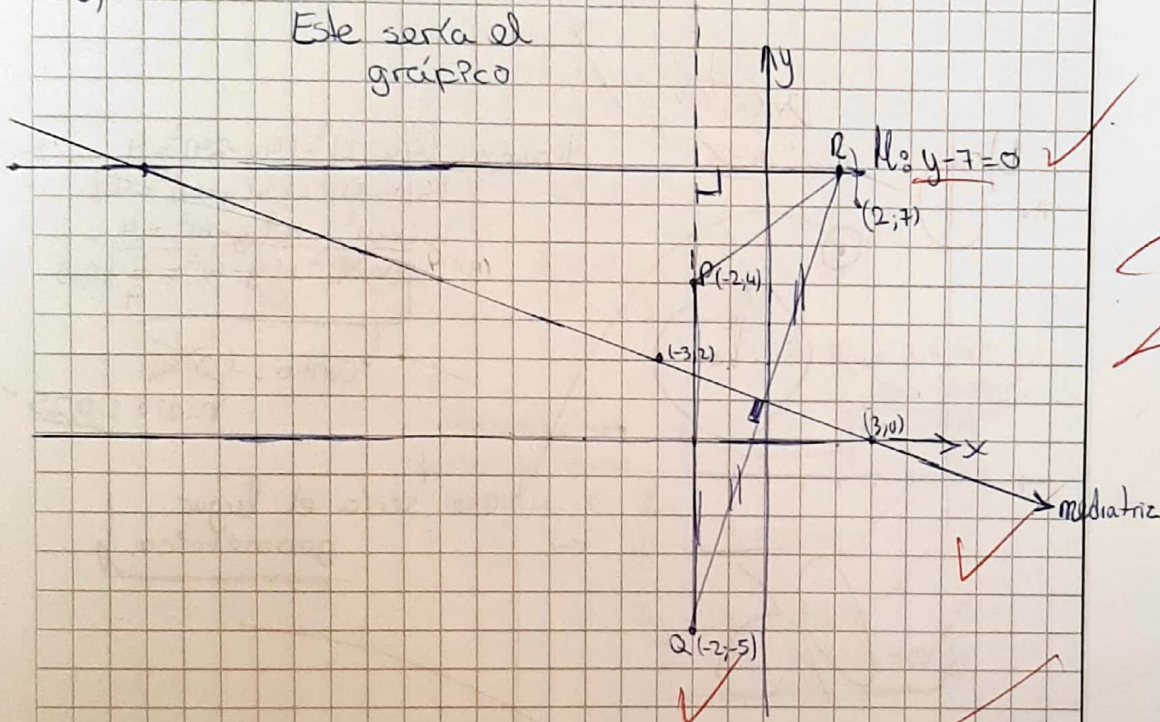 Este sería el
gráfico
y
R
H: y-7=0
(2;7)
P(-2;4)
(-3;2)
(3;0)
x
mediatriz
Q(-2;-5)